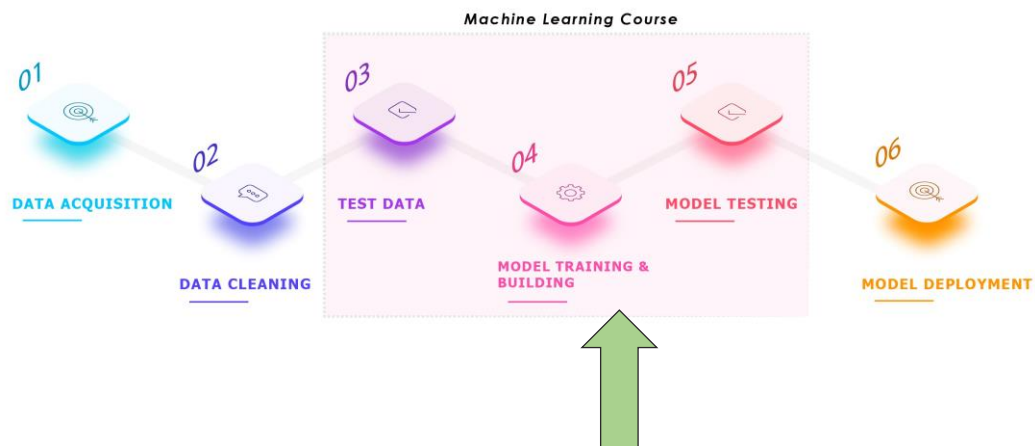 Machine Learning Course
01
DATA ACQUISITION
02
DATA CLEANING
03
TEST DATA
04
MODEL TRAINING &
BUILDING
05
MODEL TESTING
06
MODEL DEPLOYMENT